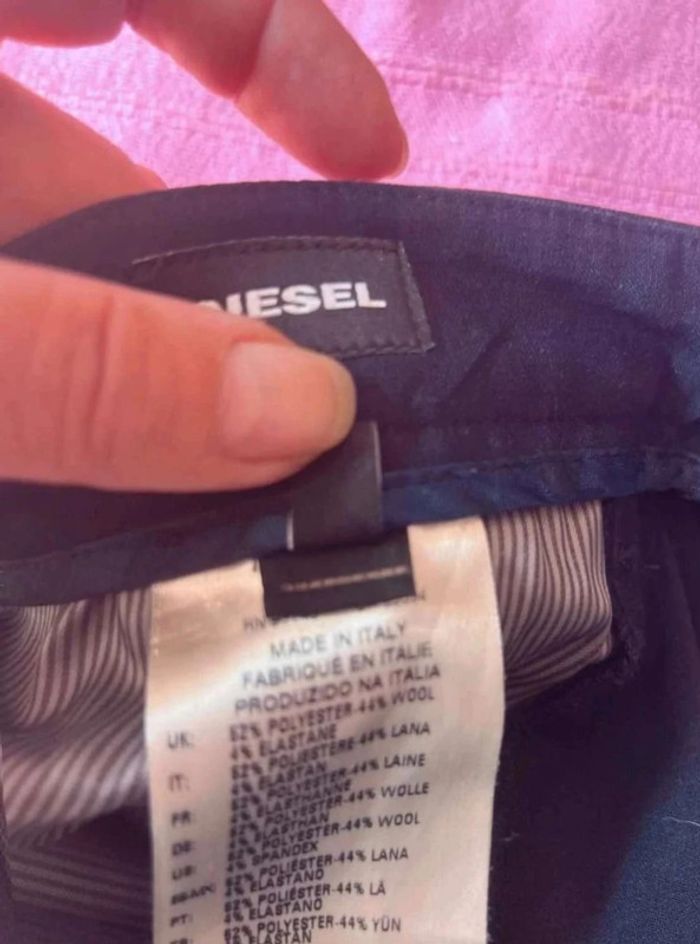 IESEL
MADE IN ITALY
FABRIQUÉ EN ITALIE
PRODUZIDO NA ITALIA
UK: 52% POLYESTER-44% WOOL
4% ELASTANE
IT: 52% POLIESTERE-44% LANA
4% ELASTAN
FR: 52% POLYESTER-44% LAINE
4% ELASTHANNE
DE: 52% POLYESTER-44% WOLLE
4% ELASTHAN
US: 52% POLYESTER-44% WOOL
4% SPANDEX
52% POLIÉSTER-44% LANA
4% ELASTANO
PT: 52% POLIÉSTER-44% LÃ
4% ELASTANO
52% POLYESTER-44% YÜN
ELASTAN